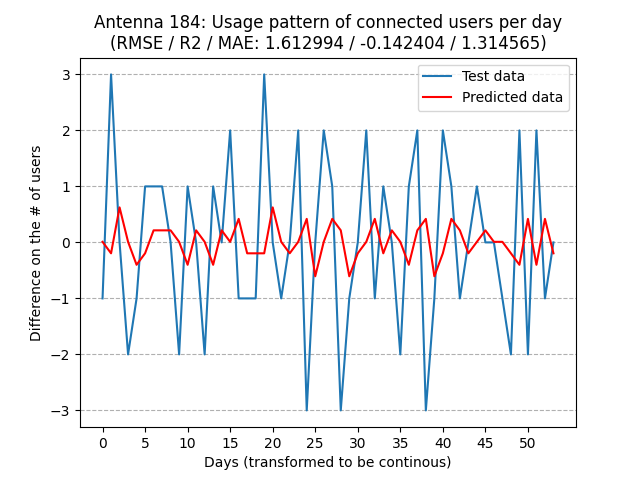 Antenna 184: Usage pattern of connected users per day
(RMSE / R2 / MAE: 1.612994 / -0.142404 / 1.314565)
Test data
Predicted data
3
2
1
0
−1
−2
−3
Difference on the # of users
0 5 10 15 20 25 30 35 40 45 50
Days (transformed to be continous)